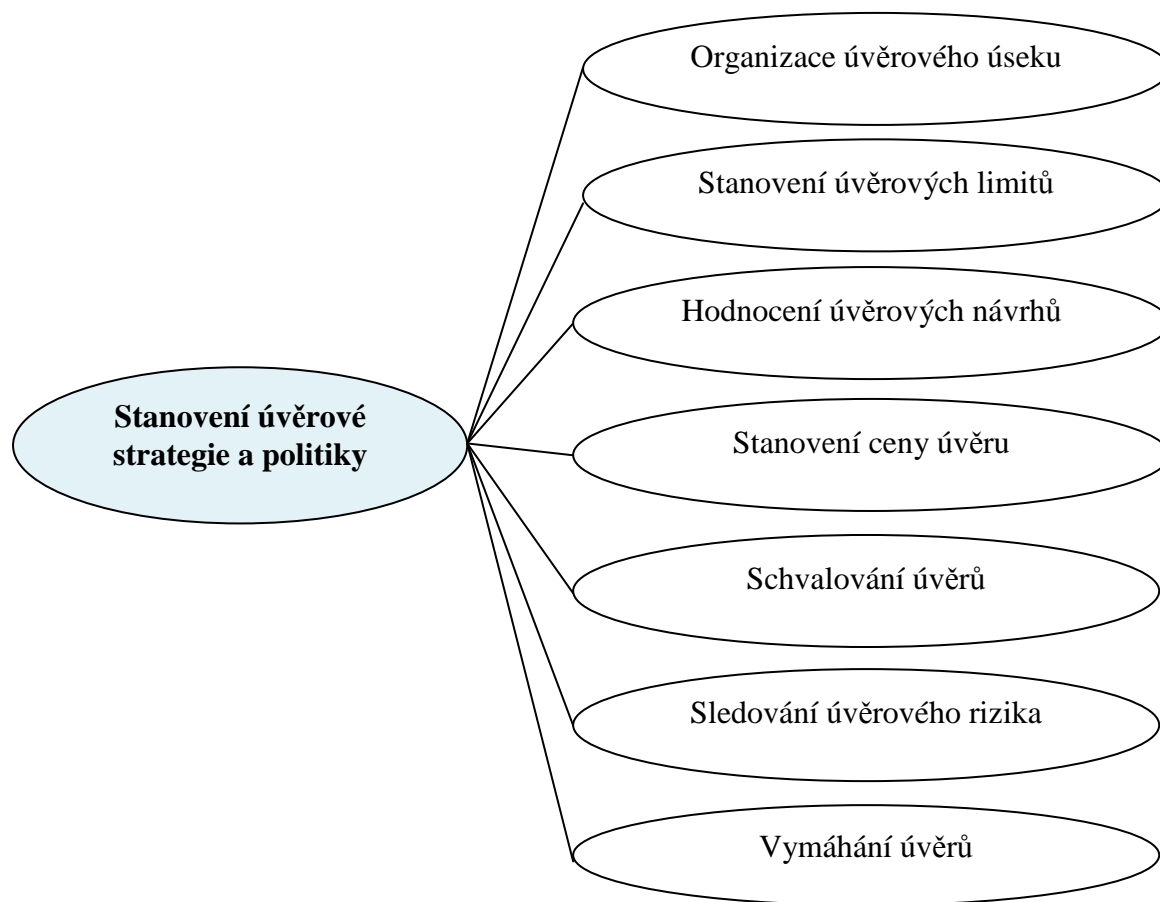 Organizace úvěrového úseku
Stanovení úvěrových limitů
Hodnocení úvěrových návrhů
Stanovení úvěrové
strategie a politiky
Stanovení ceny úvěru
Schvalování úvěrů
Sledování úvěrového rizika
Vymáhání úvěrů